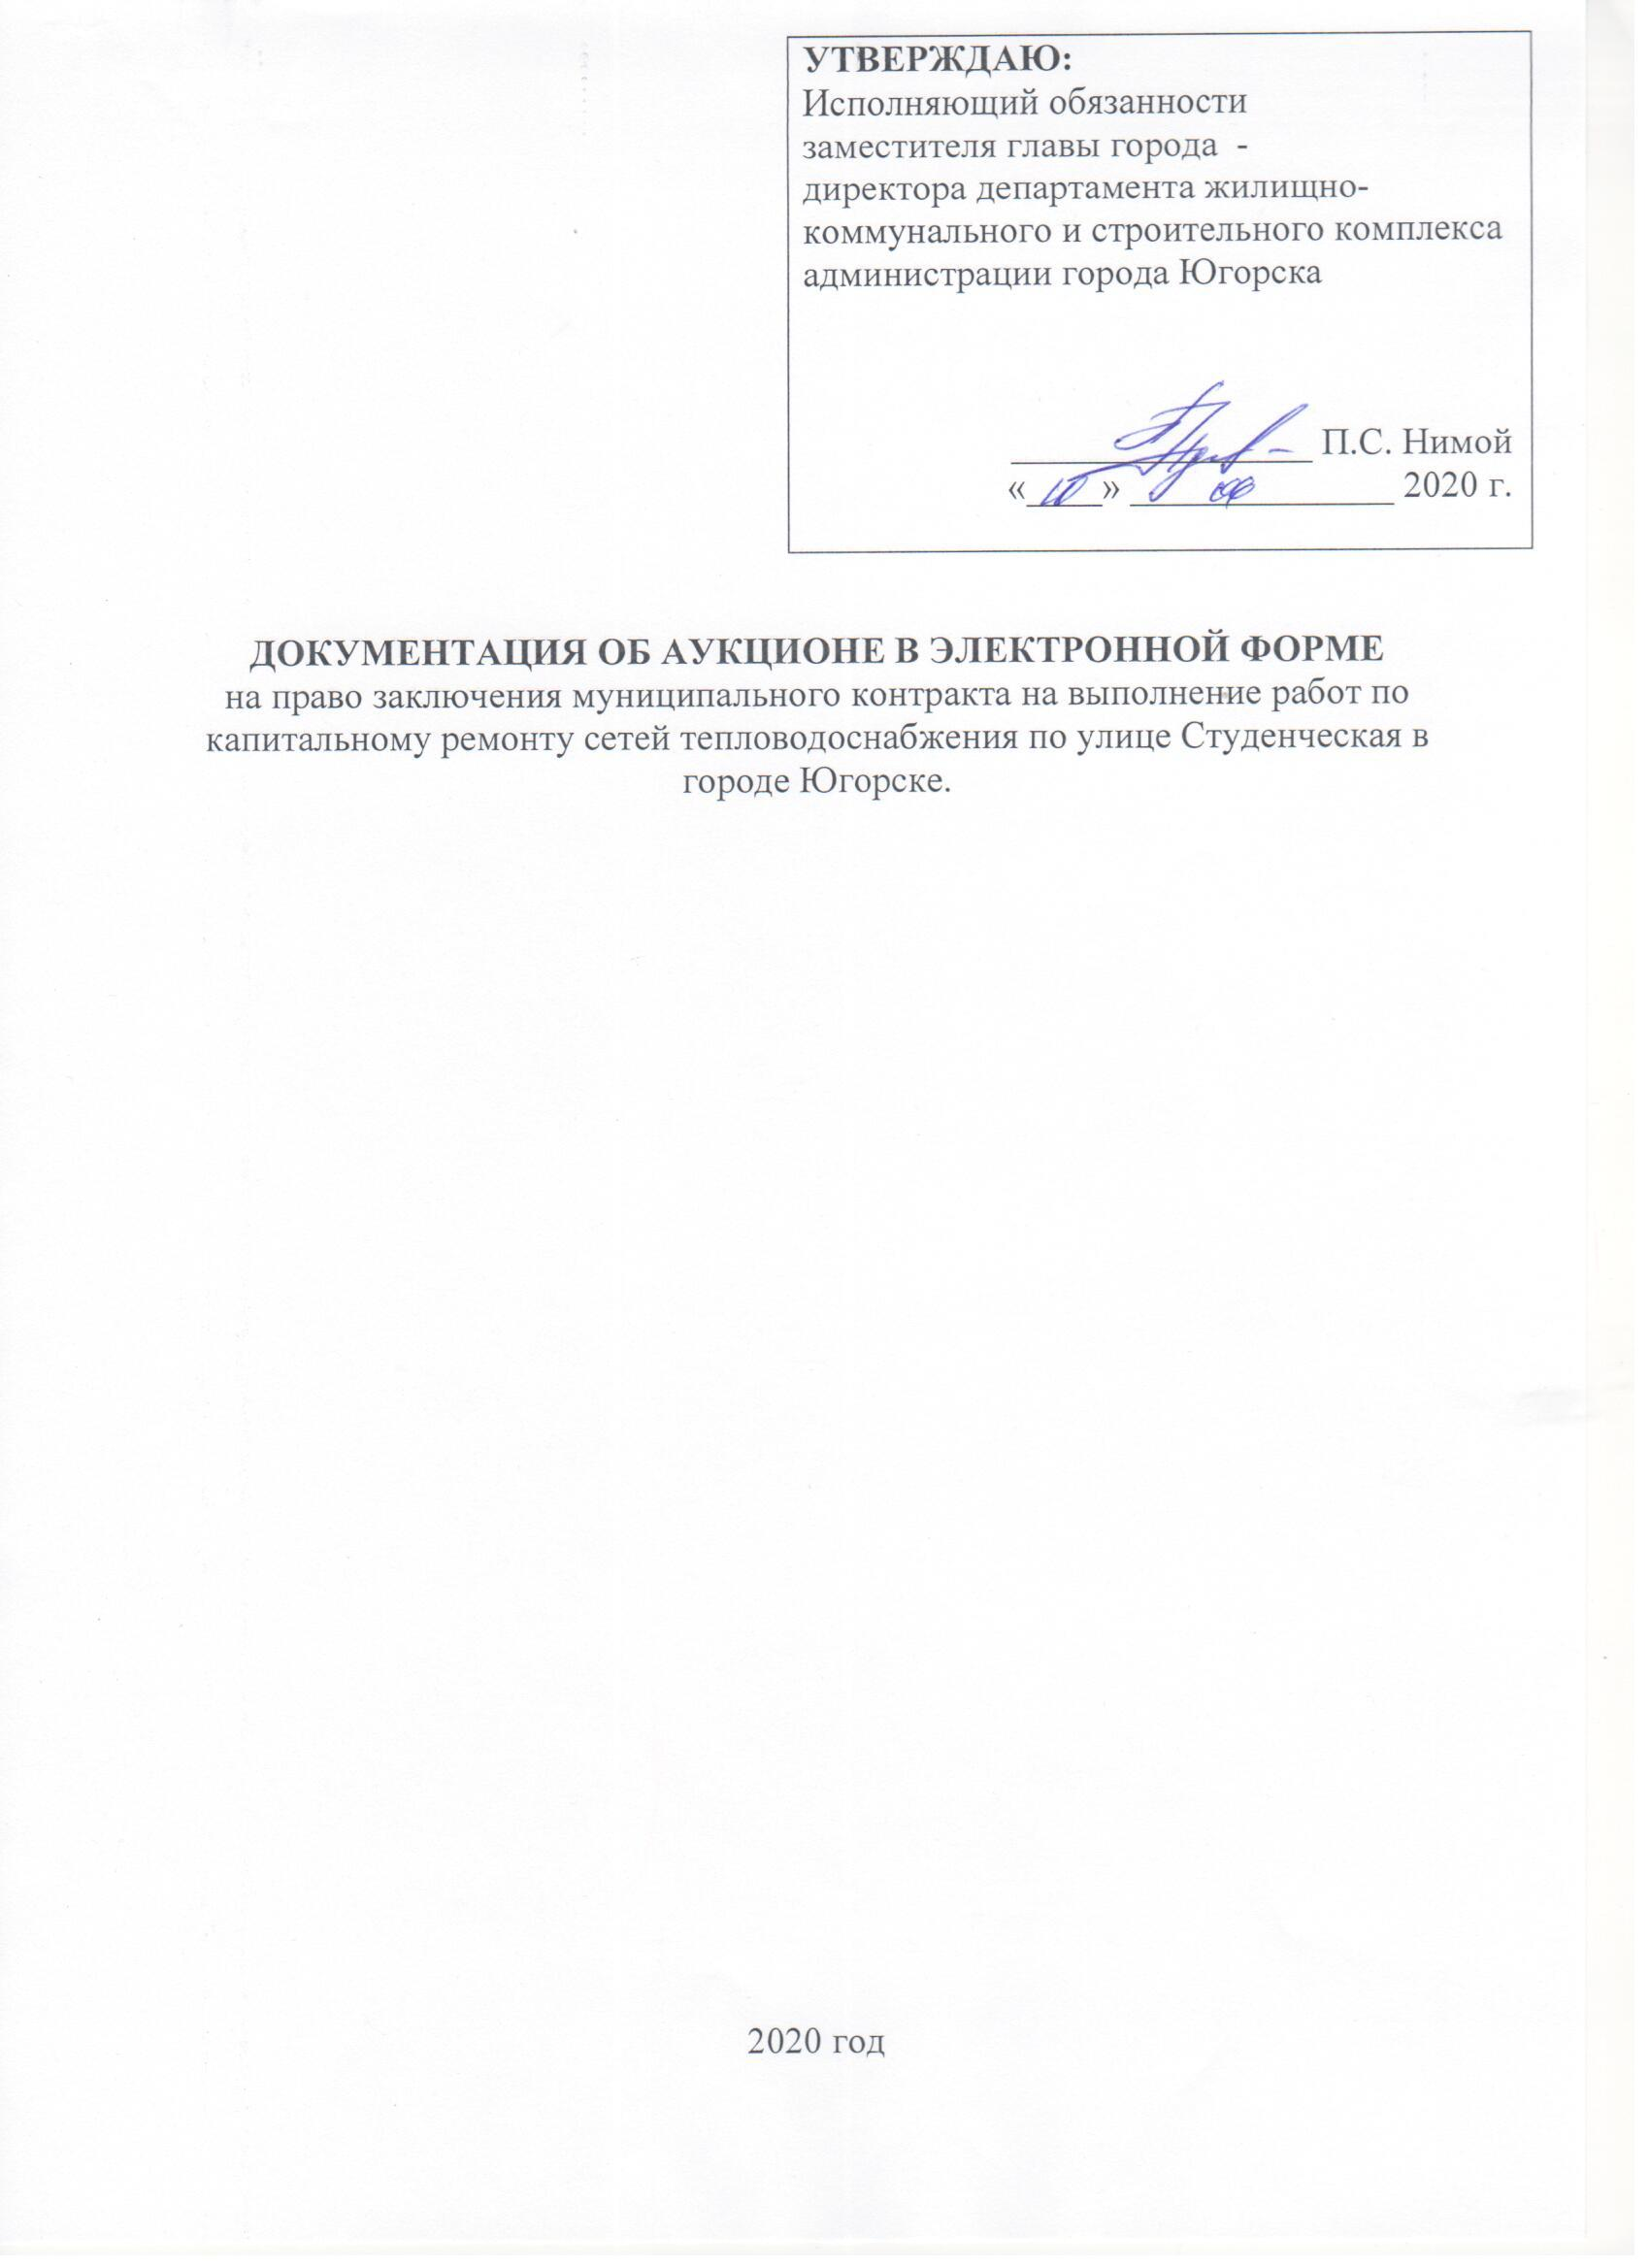 УТВЕРЖДАЮ:
Исполняющий обязанности
заместителя главы города -
директора департамента жилищно-
коммунального и строительного комплекса
администрации города Югорска
П.С. Нимой
«____» ______________ 2020 г.
ДОКУМЕНТАЦИЯ ОБ АУКЦИОНЕ В ЭЛЕКТРОННОЙ ФОРМЕ
на право заключения муниципального контракта на выполнение работ по
капитальному ремонту сетей тепловодоснабжения по улице Студенческая в
городе Югорске.
2020 год